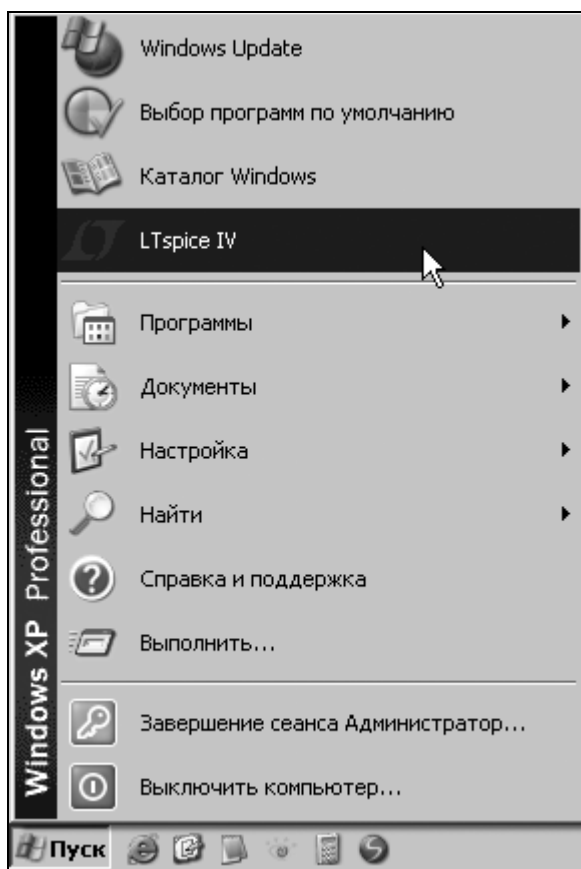 Windows Update
Выбор программ по умолчанию
Каталог Windows
LTspice IV
Программы
Документы
Настройка
Найти
Справка и поддержка
Выполнить...
Завершение сеанса Администратор...
Выключить компьютер...
Windows XP Professional
Пуск